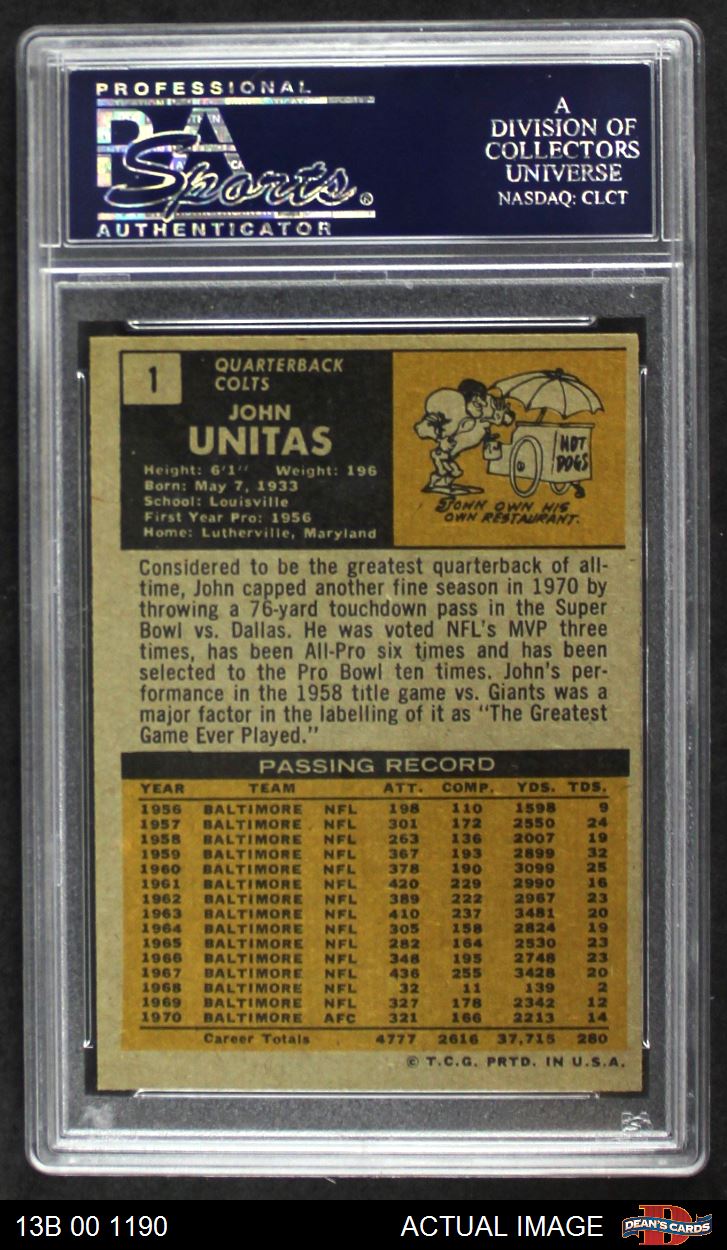 PROFESSIONAL
PSA
Sports®
AUTHENTICATOR
A
DIVISION OF
COLLECTORS
UNIVERSE
NASDAQ: CLCT
1
QUARTERBACK
COLTS
JOHN
UNITAS
Height: 6'1" Weight: 196
Born: May 7, 1933
School: Louisville
First Year Pro: 1956
Home: Lutherville, Maryland
HOT
DOGS
JOHN OWN HIS
OWN RESTAURANT.
Considered to be the greatest quarterback of all-
time, John capped another fine season in 1970 by
throwing a 76-yard touchdown pass in the Super
Bowl vs. Dallas. He was voted NFL's MVP three
times, has been All-Pro six times and has been
selected to the Pro Bowl ten times. John's per-
formance in the 1958 title game vs. Giants was a
major factor in the labelling of it as "The Greatest
Game Ever Played."
PASSING RECORD
YEAR TEAM ATT. COMP. YDS. TDS.
1956 BALTIMORE NFL 198 110 1598 9
1957 BALTIMORE NFL 301 172 2550 24
1958 BALTIMORE NFL 263 136 2007 19
1959 BALTIMORE NFL 367 193 2899 32
1960 BALTIMORE NFL 378 190 3099 25
1961 BALTIMORE NFL 420 229 2990 16
1962 BALTIMORE NFL 389 222 2967 23
1963 BALTIMORE NFL 410 237 3481 20
1964 BALTIMORE NFL 305 158 2824 19
1965 BALTIMORE NFL 282 164 2530 23
1966 BALTIMORE NFL 348 195 2748 23
1967 BALTIMORE NFL 436 255 3428 20
1968 BALTIMORE NFL 32 11 139 2
1969 BALTIMORE NFL 327 178 2342 12
1970 BALTIMORE AFC 321 166 2213 14
Career Totals 4777 2616 37,715 280
© T.C.G. PRTD. IN U.S.A.
PSA
13B 00 1190
ACTUAL IMAGE
DEAN'S CARDS